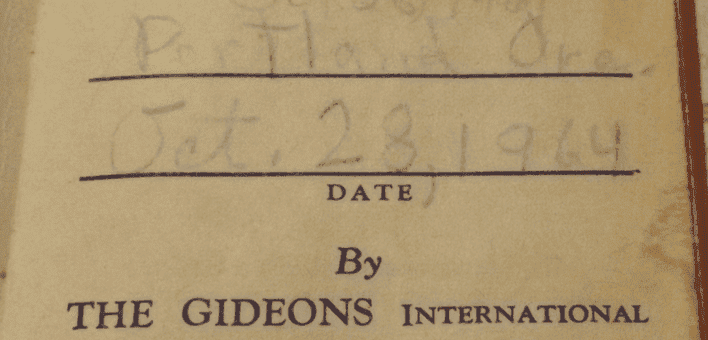 Portland Ore.
Oct. 28, 1964
DATE
By
THE GIDEONS INTERNATIONAL